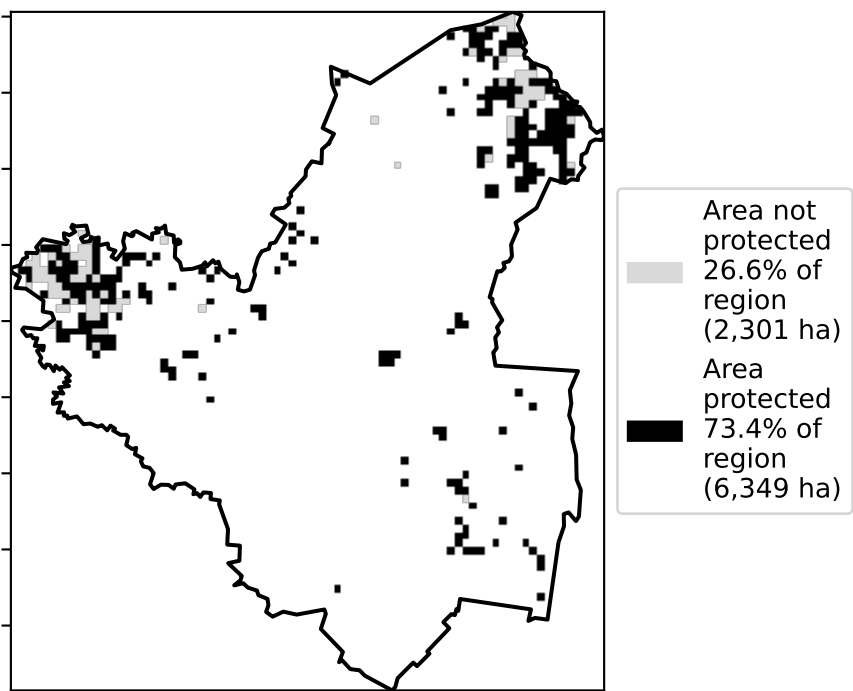 Area not
protected
26.6% of
region
(2,301 ha)
Area
protected
73.4% of
region
(6,349 ha)